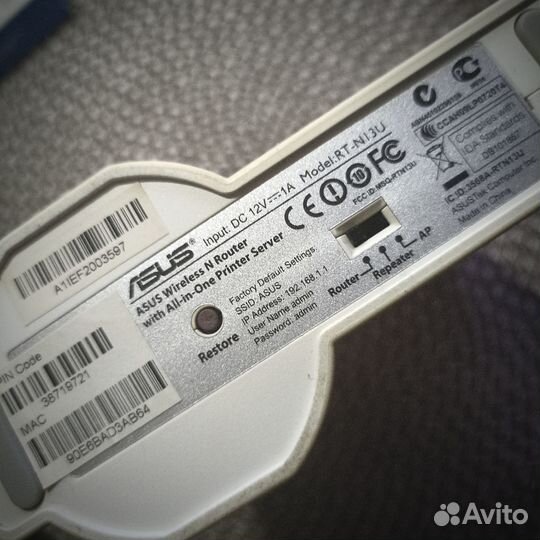 A1IEF2003597
PIN Code
38719721
MAC
90E6BAD3AB64
ASUS®
Input: DC 12V 1A Model:RT-N13U
ASUS Wireless N Router
with All-in-One Printer Server
FCC ID: MSQ-RTN13U
Restore
Factory Default Settings
SSID: ASUS
IP Address: 192.168.1.1
User Name admin
Password: admin
Router
Repeater
AP
Complies with
IDA Standards
DB101867
IC ID:3568A-RTN13U
ASUSTek Computer Inc.
Made in China
Avito